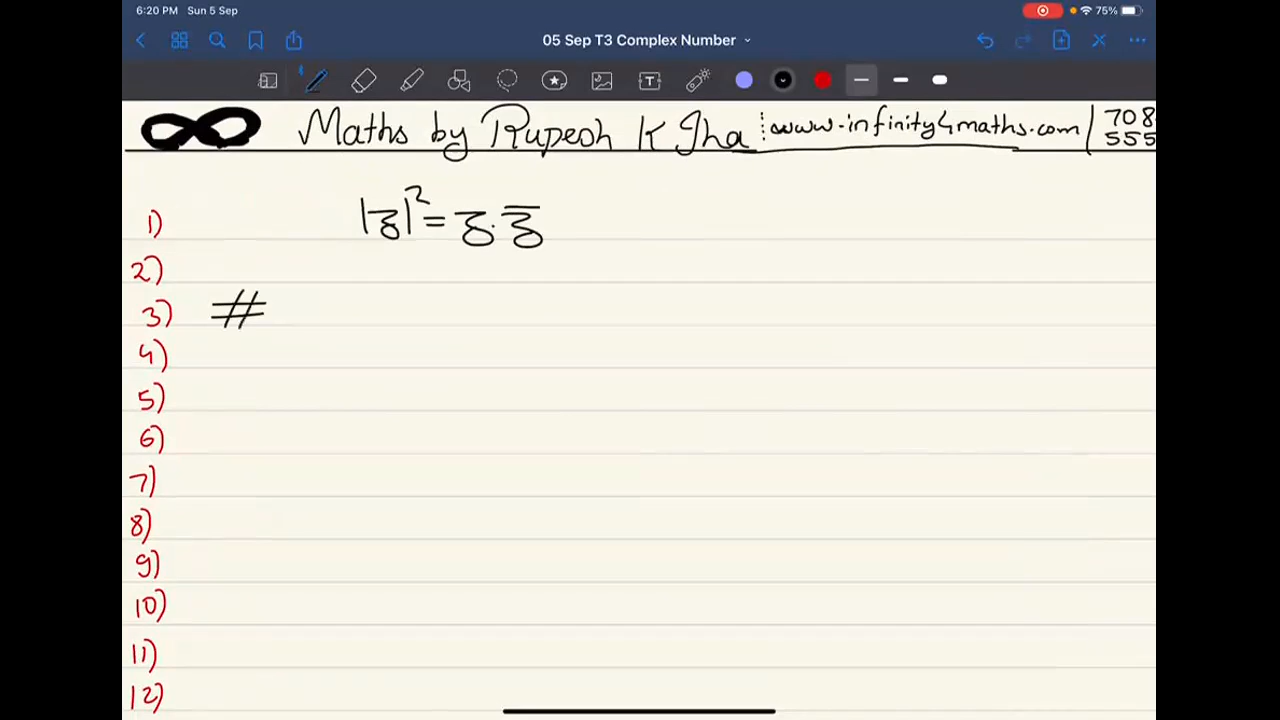 6:20 PM Sun 5 Sep 75%
05 Sep T3 Complex Number
T
∞ Maths by Rupesh K Jha www.infinity4maths.com 708
555
1) |z|² = z·z̅
2)
3) #
4)
5)
6)
7)
8)
9)
10)
11)
12)